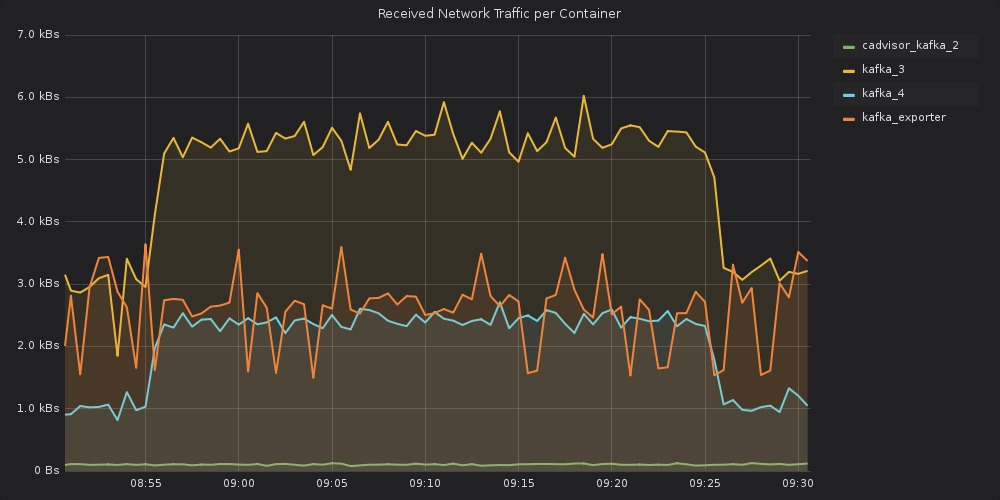 Received Network Traffic per Container
7.0 kBs
6.0 kBs
5.0 kBs
4.0 kBs
3.0 kBs
2.0 kBs
1.0 kBs
0 Bs
08:55 09:00 09:05 09:10 09:15 09:20 09:25 09:30
cadvisor_kafka_2
kafka_3
kafka_4
kafka_exporter